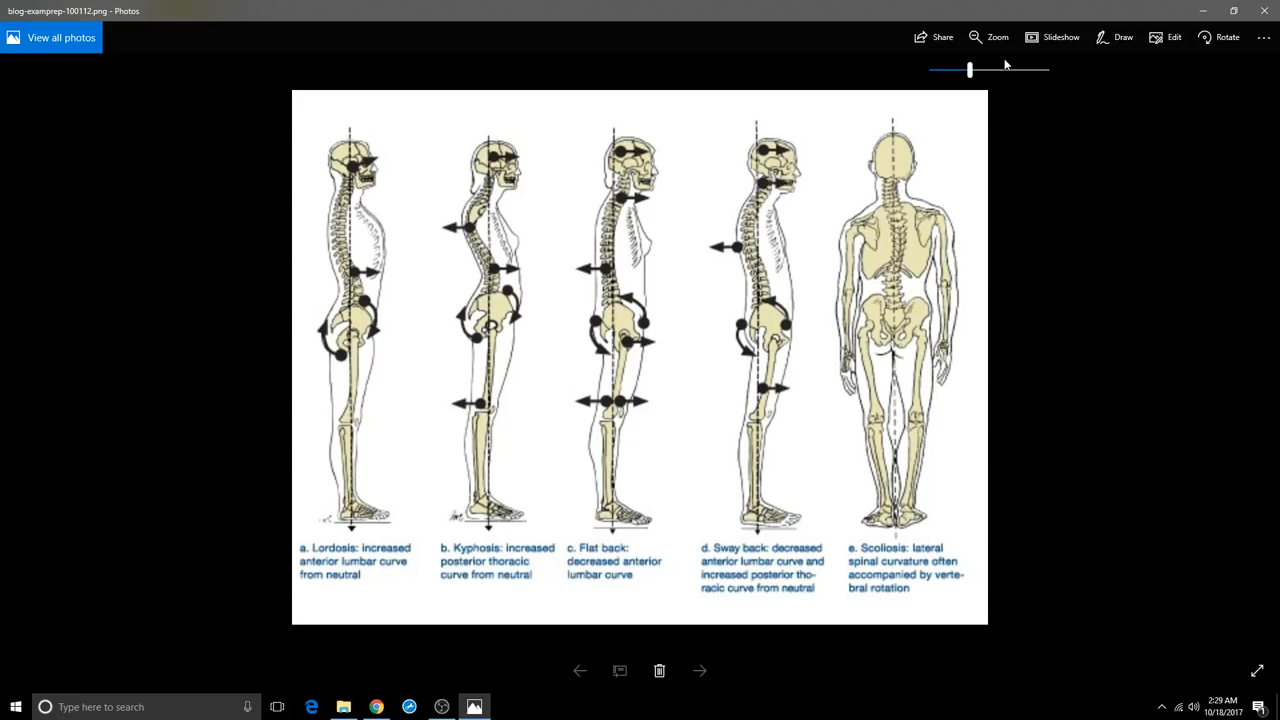 blog-examprep-100112.png - Photos
View all photos
Share
Zoom
Slideshow
Draw
Edit
Rotate
a. Lordosis: increased
anterior lumbar curve
from neutral
b. Kyphosis: increased
posterior thoracic
curve from neutral
c. Flat back:
decreased anterior
lumbar curve
d. Sway back: decreased
anterior lumbar curve and
increased posterior tho-
racic curve from neutral
e. Scoliosis: lateral
spinal curvature often
accompanied by verte-
bral rotation
Type here to search
2:29 AM
10/18/2017